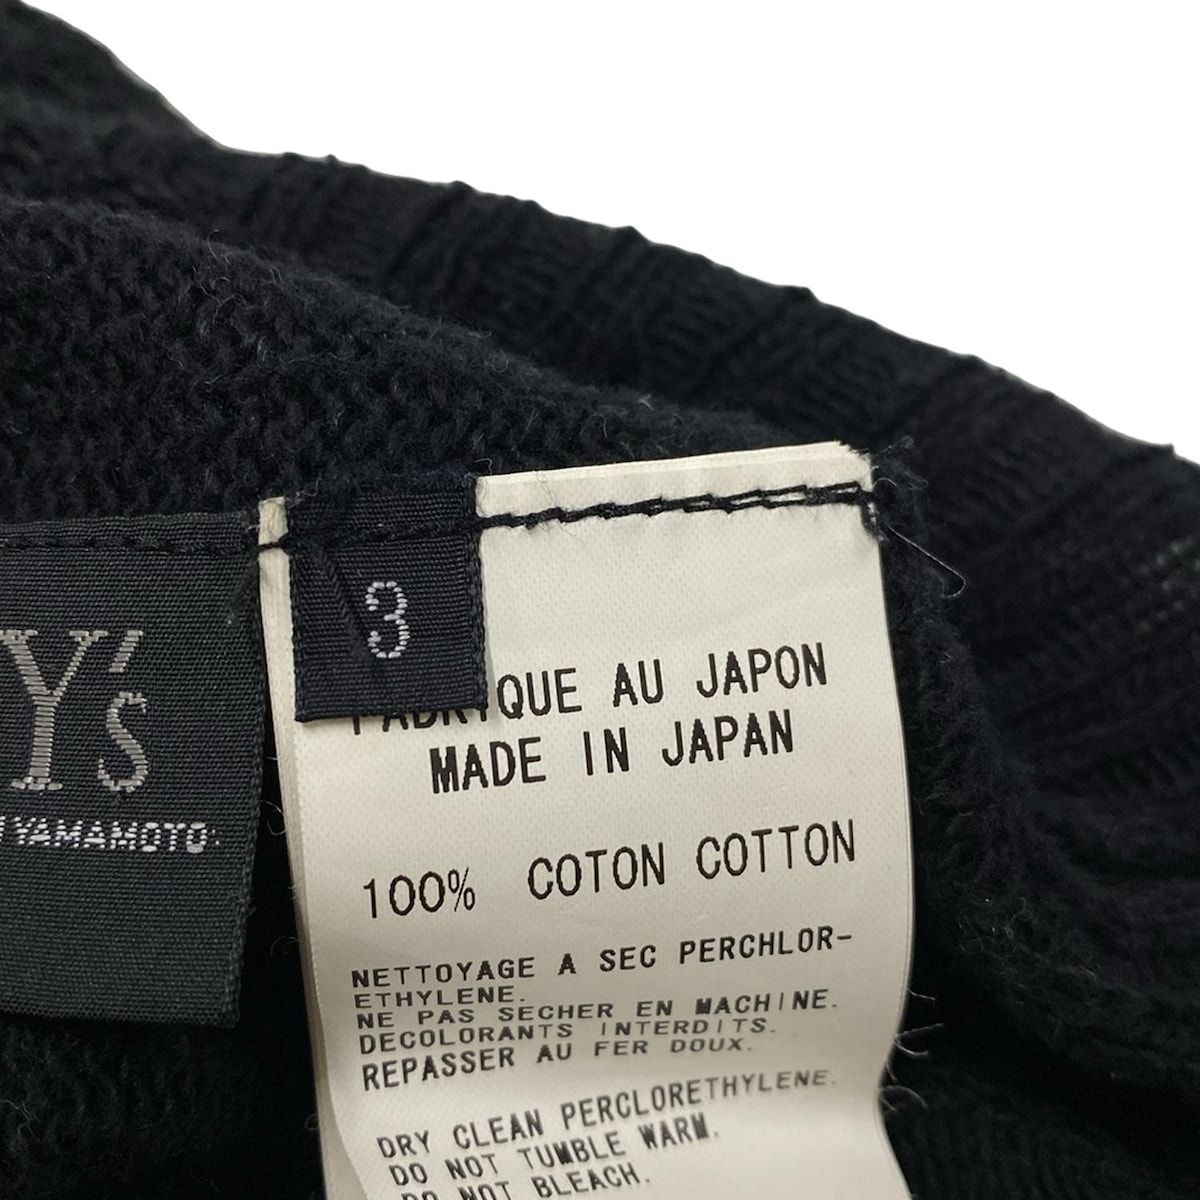 Y's
YAMAMOTO
3
FABRIQUE AU JAPON
MADE IN JAPAN
100% COTON COTTON
NETTOYAGE A SEC PERCHLOR-
ETHYLENE.
NE PAS SECHER EN MACHINE.
DECOLORANTS INTERDITS.
REPASSER AU FER DOUX.
DRY CLEAN PERCLORETHYLENE.
DO NOT TUMBLE WARM.
DO NOT BLEACH.